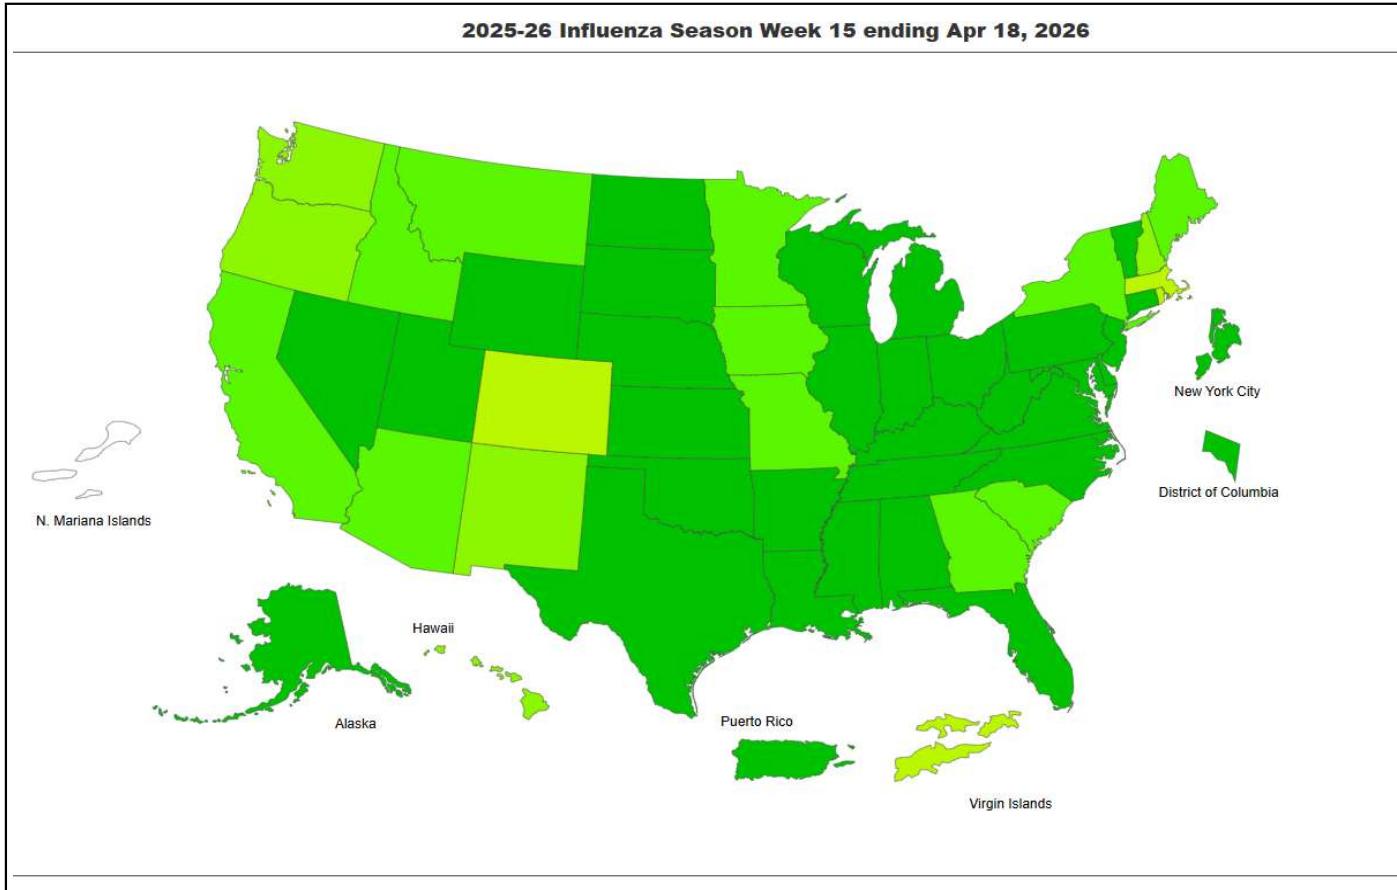 2025-26 Influenza Season Week 15 ending Apr 18, 2026
New York City
District of Columbia
N. Mariana Islands
Hawaii
Alaska
Puerto Rico
Virgin Islands